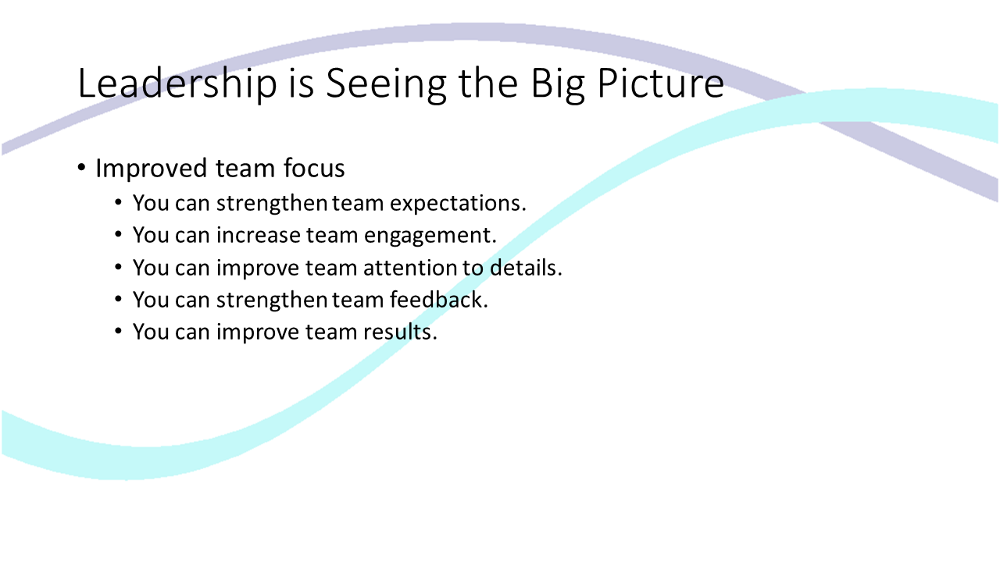 Leadership is Seeing the Big Picture
• Improved team focus
• You can strengthen team expectations.
• You can increase team engagement.
• You can improve team attention to details.
• You can strengthen team feedback.
• You can improve team results.